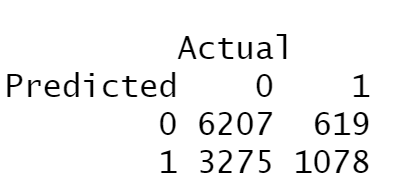 Actual
Predicted 0 1
0 6207 619
1 3275 1078